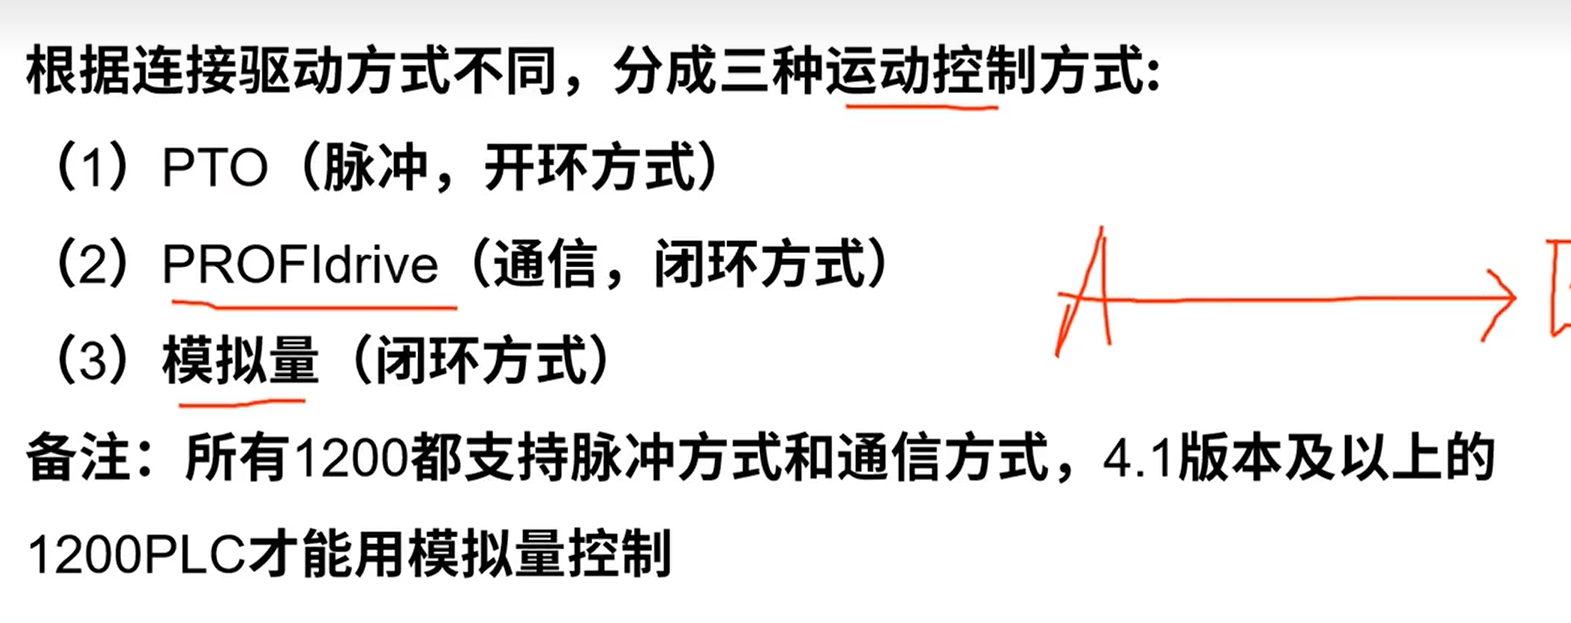 根据连接驱动方式不同，分成三种运动控制方式:
（1）PTO（脉冲，开环方式）
（2）PROFIdrive（通信，闭环方式）
A
（3）模拟量（闭环方式）
备注：所有1200都支持脉冲方式和通信方式，4.1版本及以上的
1200PLC才能用模拟量控制